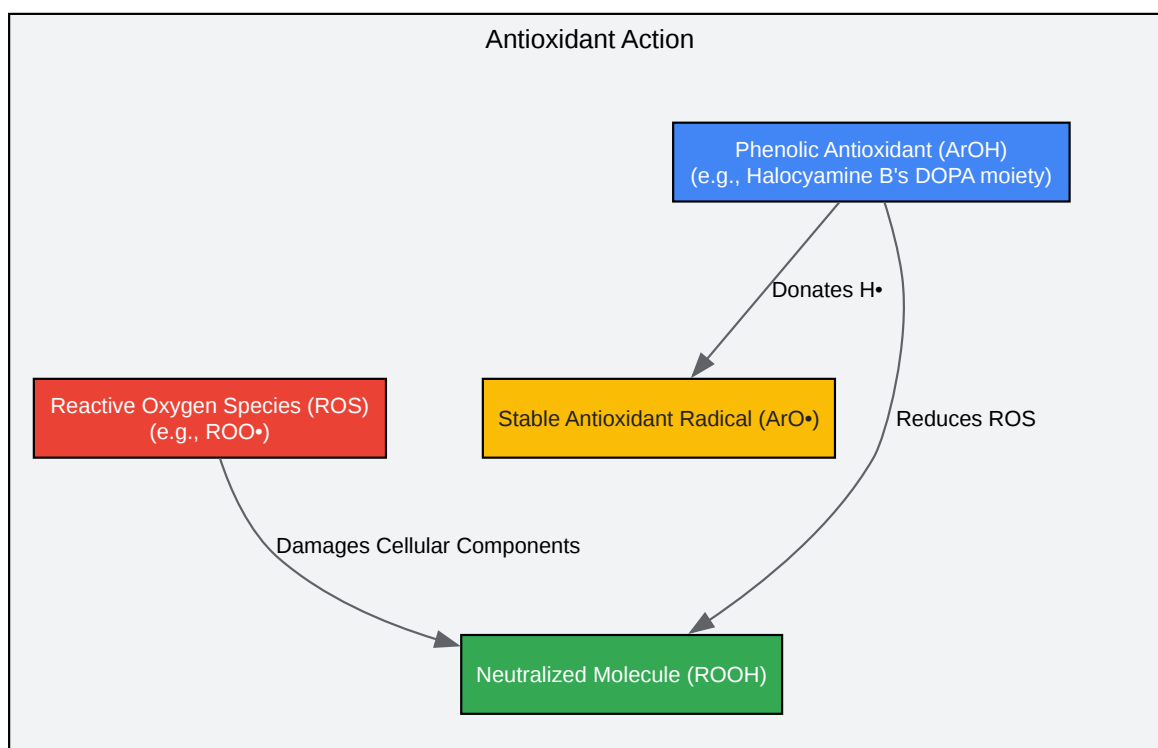 Antioxidant Action
Phenolic Antioxidant (ArOH)
(e.g., Halocyamine B's DOPA moiety)
Donates H•
Reactive Oxygen Species (ROS)
(e.g., ROO•)
Stable Antioxidant Radical (ArO•)
Reduces ROS
Damages Cellular Components
Neutralized Molecule (ROOH)